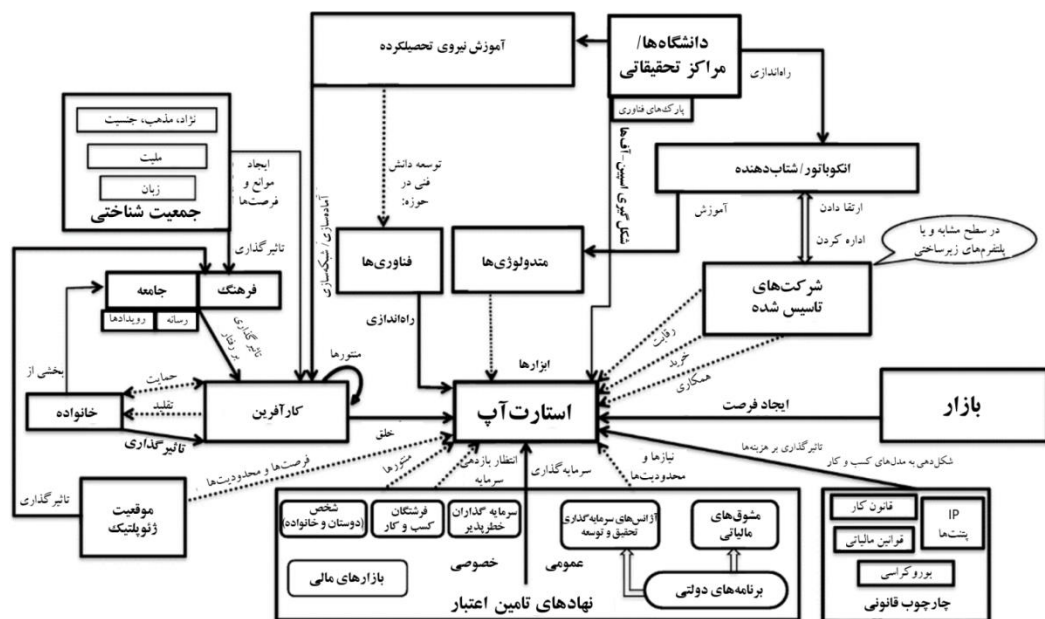 دانشگاه‌ها/
مراکز تحقیقاتی
پارک‌های فناوری
آموزش نیروی تحصیلکرده
راه‌اندازی
نژاد، مذهب، جنسیت
ملیت
زبان
جمعیت شناختی
ایجاد
موانع و
فرصت‌ها
توسعه دانش
فنی در
حوزه:
آماده‌سازی/شبکه‌سازی
شکل گیری اسپین-آف‌ها
انکوباتور/شتاب‌دهنده
آموزش
ارتقا دادن
اداره کردن
در سطح مشابه و یا
پلتفرم‌های زیرساختی
تاثیرگذاری
فناوری‌ها
متدولوژی‌ها
شرکت‌های
تاسیس شده
فرهنگ
جامعه
رسانه
رویدادها
تاثیرگذاری
بر رفتار
راه‌اندازی
ابزارها
رقابت
خرید
همکاری
منتورها
بخشی از
حمایت
تقلید
تاثیرگذاری
خانواده
کارآفرین
خلق
استارت‌آپ
ایجاد فرصت
بازار
فرصت‌ها و محدودیت‌ها
منتورها
انتظار بازدهی
سرمایه
سرمایه‌گذاری
نیازها و
محدودیت‌ها
تاثیرگذاری بر هزینه‌ها
شکل‌دهی به مدل‌های کسب و کار
تاثیرگذاری
موقعیت
ژئوپلتیک
شخص
(دوستان و خانواده)
فرشتگان
کسب و کار
سرمایه گذاران
خطرپذیر
آژانس‌های سرمایه‌گذاری
تحقیق و توسعه
مشوق‌های
مالیاتی
بازارهای مالی
خصوصی
عمومی
برنامه‌های دولتی
نهادهای تامین اعتبار
قانون کار
قوانین مالیاتی
IP
پتنت‌ها
بوروکراسی
چارچوب قانونی